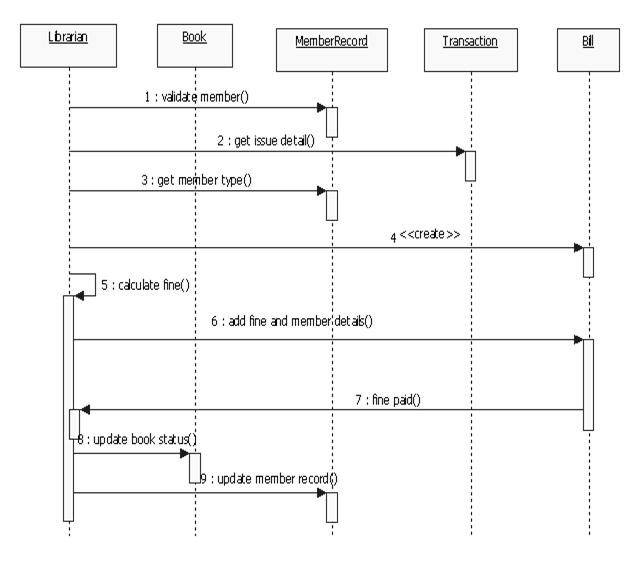 Librarian
Book
MemberRecord
Transaction
Bill
1 : validate member()
2 : get issue detail()
3 : get member type()
4 <<create>>
5 : calculate fine()
6 : add fine and member details()
7 : fine paid()
8 : update book status()
9 : update member record()